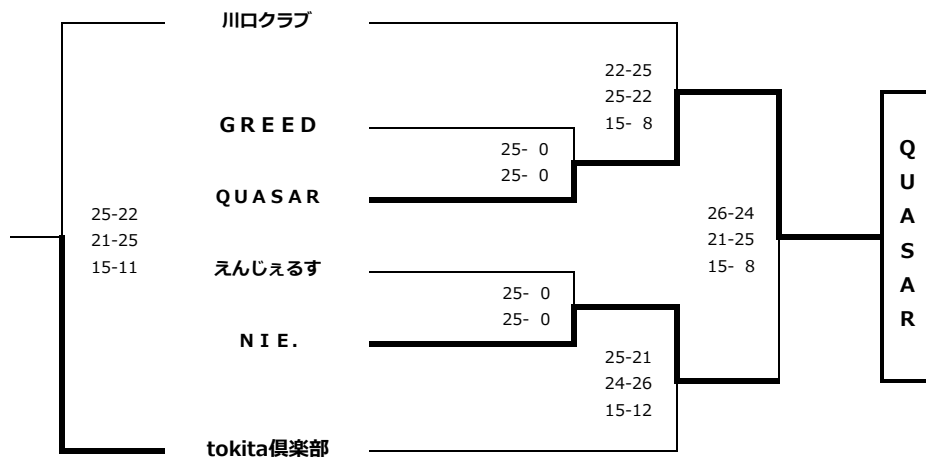 川口クラブ
22-25
25-22
15- 8
ＧＲＥＥＤ
25- 0
25- 0
ＱＵＡＳＡＲ
25-22
21-25
15-11
26-24
21-25
15- 8
えんじぇるす
25- 0
25- 0
ＮＩＥ.
25-21
24-26
15-12
tokita倶楽部
Ｑ
Ｕ
Ａ
Ｓ
Ａ
Ｒ